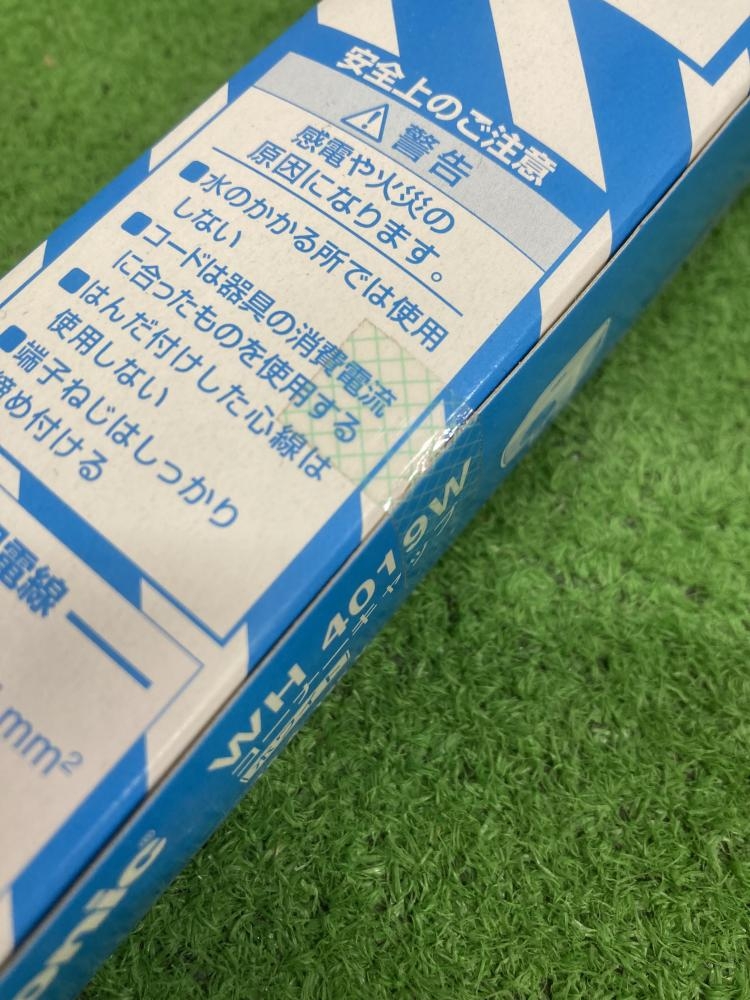 安全上のご注意
警告
感電や火災の
原因になります。
■水のかかる所では使用
しない
■コードは器具の消費電流
に合ったものを使用する
■はんだ付けした心線は
使用しない
■端子ねじはしっかり
締め付ける
電線
mm²
WH 4019W
onic®